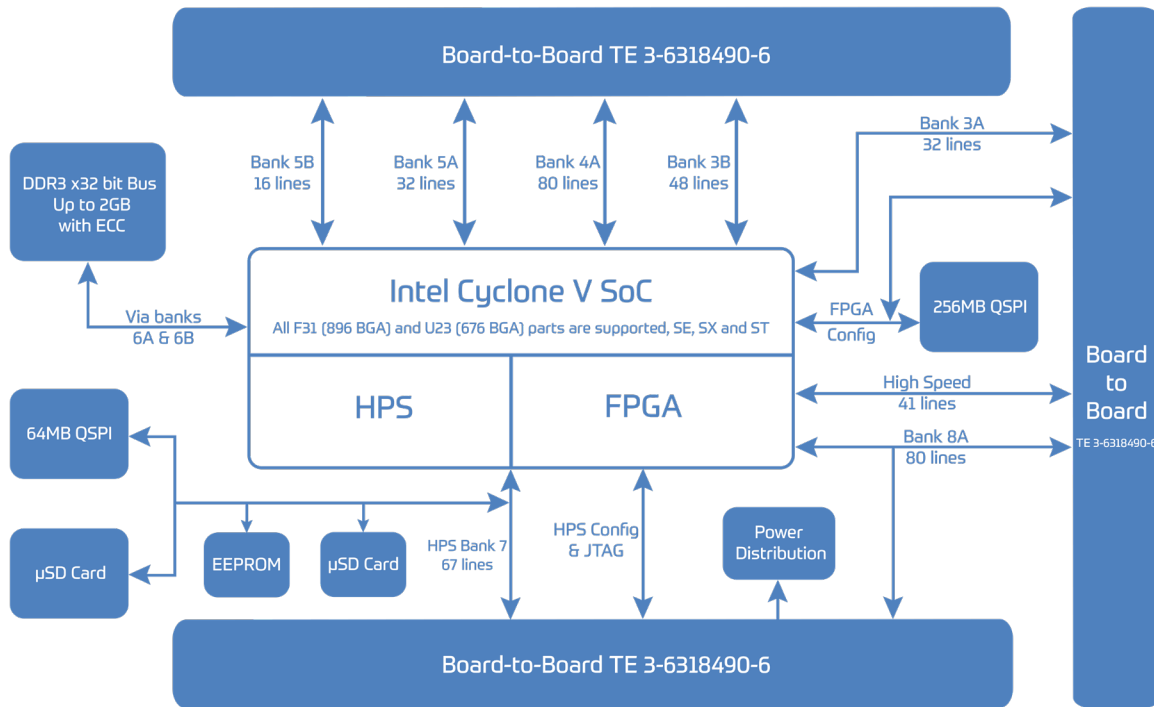 Board-to-Board TE 3-6318490-6
Bank 5B
16 lines
Bank 5A
32 lines
Bank 4A
80 lines
Bank 3B
48 lines
Bank 3A
32 lines
DDR3 x32 bit Bus
Up to 2GB
with ECC
Via banks
6A & 6B
Intel Cyclone V SoC
All F31 (896 BGA) and U23 (676 BGA) parts are supported, SE, SX and ST
HPS
FPGA
FPGA
Config
256MB QSPI
High Speed
41 lines
Bank 8A
80 lines
Board
to
Board
TE 3-6318490-6
64MB QSPI
µSD Card
EEPROM
µSD Card
HPS Bank 7
67 lines
HPS Config
& JTAG
Power
Distribution
Board-to-Board TE 3-6318490-6